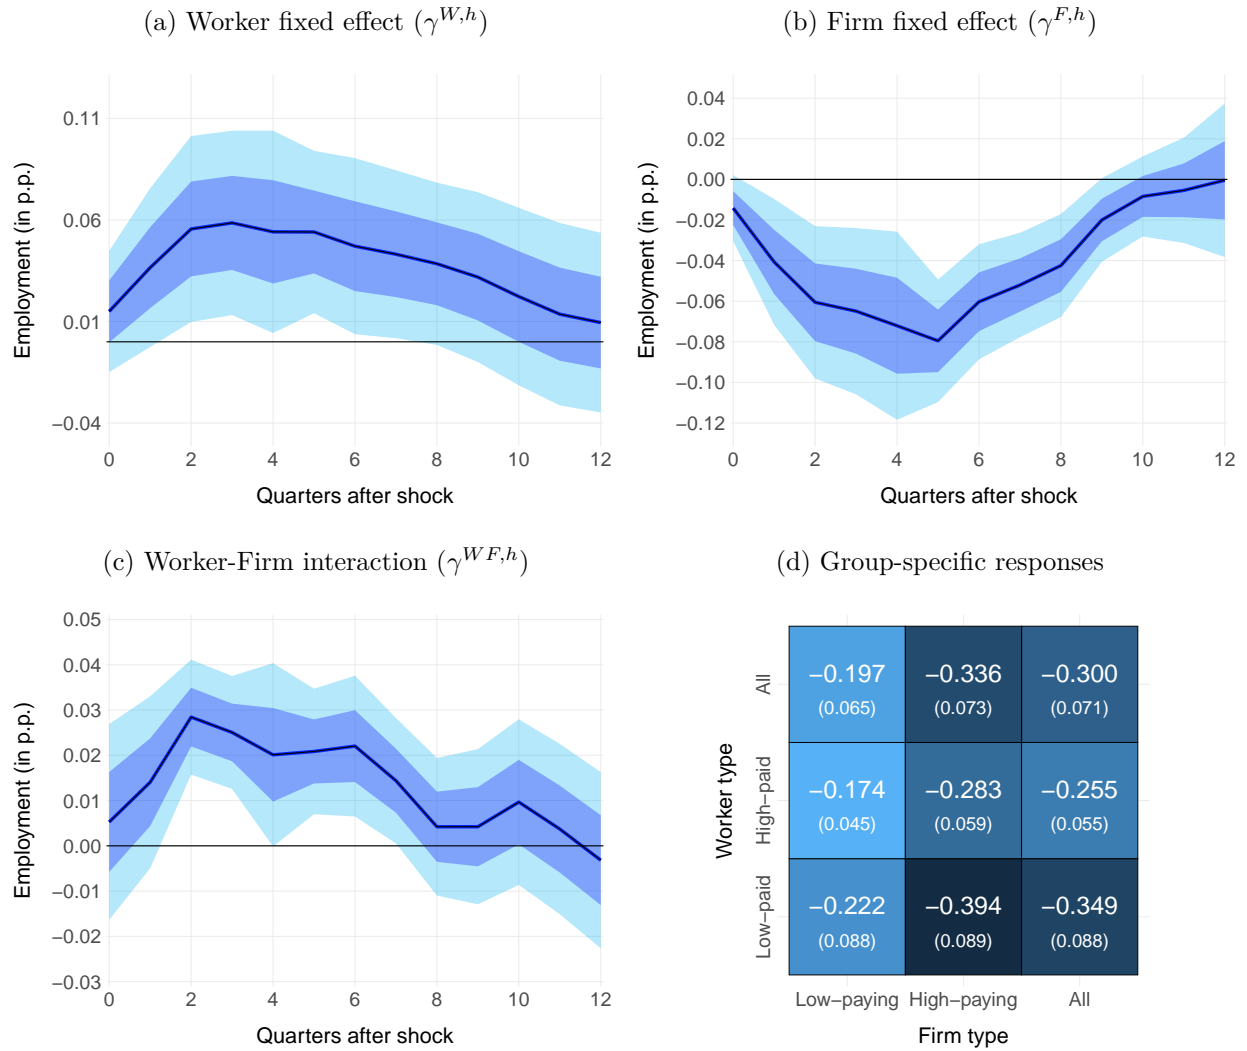 (a) Worker fixed effect (γ^{W,h})
0.11
0.06
0.01
−0.04
Employment (in p.p.)
0 2 4 6 8 10 12
Quarters after shock
(b) Firm fixed effect (γ^{F,h})
0.04
0.02
0.00
−0.02
−0.04
−0.06
−0.08
−0.10
−0.12
Employment (in p.p.)
0 2 4 6 8 10 12
Quarters after shock
(c) Worker-Firm interaction (γ^{WF,h})
0.05
0.04
0.03
0.02
0.01
0.00
−0.01
−0.02
−0.03
Employment (in p.p.)
0 2 4 6 8 10 12
Quarters after shock
(d) Group-specific responses
Worker type
All
−0.197 −0.336 −0.300
(0.065) (0.073) (0.071)
High−paid
−0.174 −0.283 −0.255
(0.045) (0.059) (0.055)
Low−paid
−0.222 −0.394 −0.349
(0.088) (0.089) (0.088)
Low−paying High−paying All
Firm type